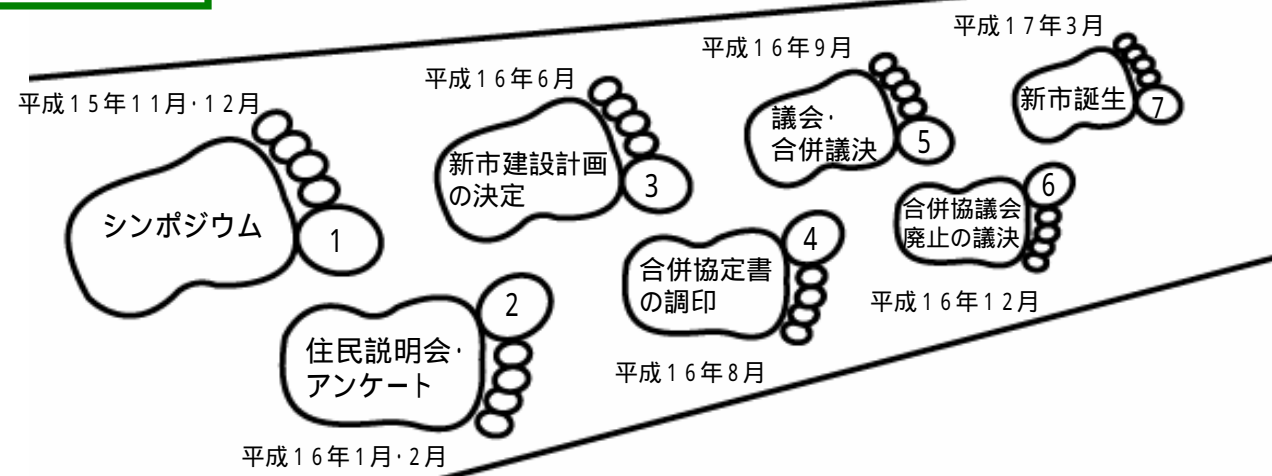 平成15年11月・12月
シンポジウム
1
住民説明会・
アンケート
2
平成16年1月・2月
平成16年6月
新市建設計画
の決定
3
合併協定書
の調印
4
平成16年8月
平成16年9月
議会・
合併議決
5
合併協議会
廃止の議決
6
平成16年12月
平成17年3月
新市誕生
7